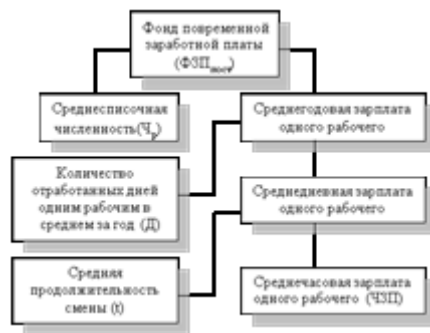 Фонд повременной
заработной платы
(ФЗПпост)
Среднесписочная
численность(Чр)
Среднегодовая зарплата
одного рабочего
Количество
отработанных дней
одним рабочим в
среднем за год (Д)
Среднедневная зарплата
одного рабочего
Средняя
продолжительность
смены (t)
Среднечасовая зарплата
одного рабочего (ЧЗП)